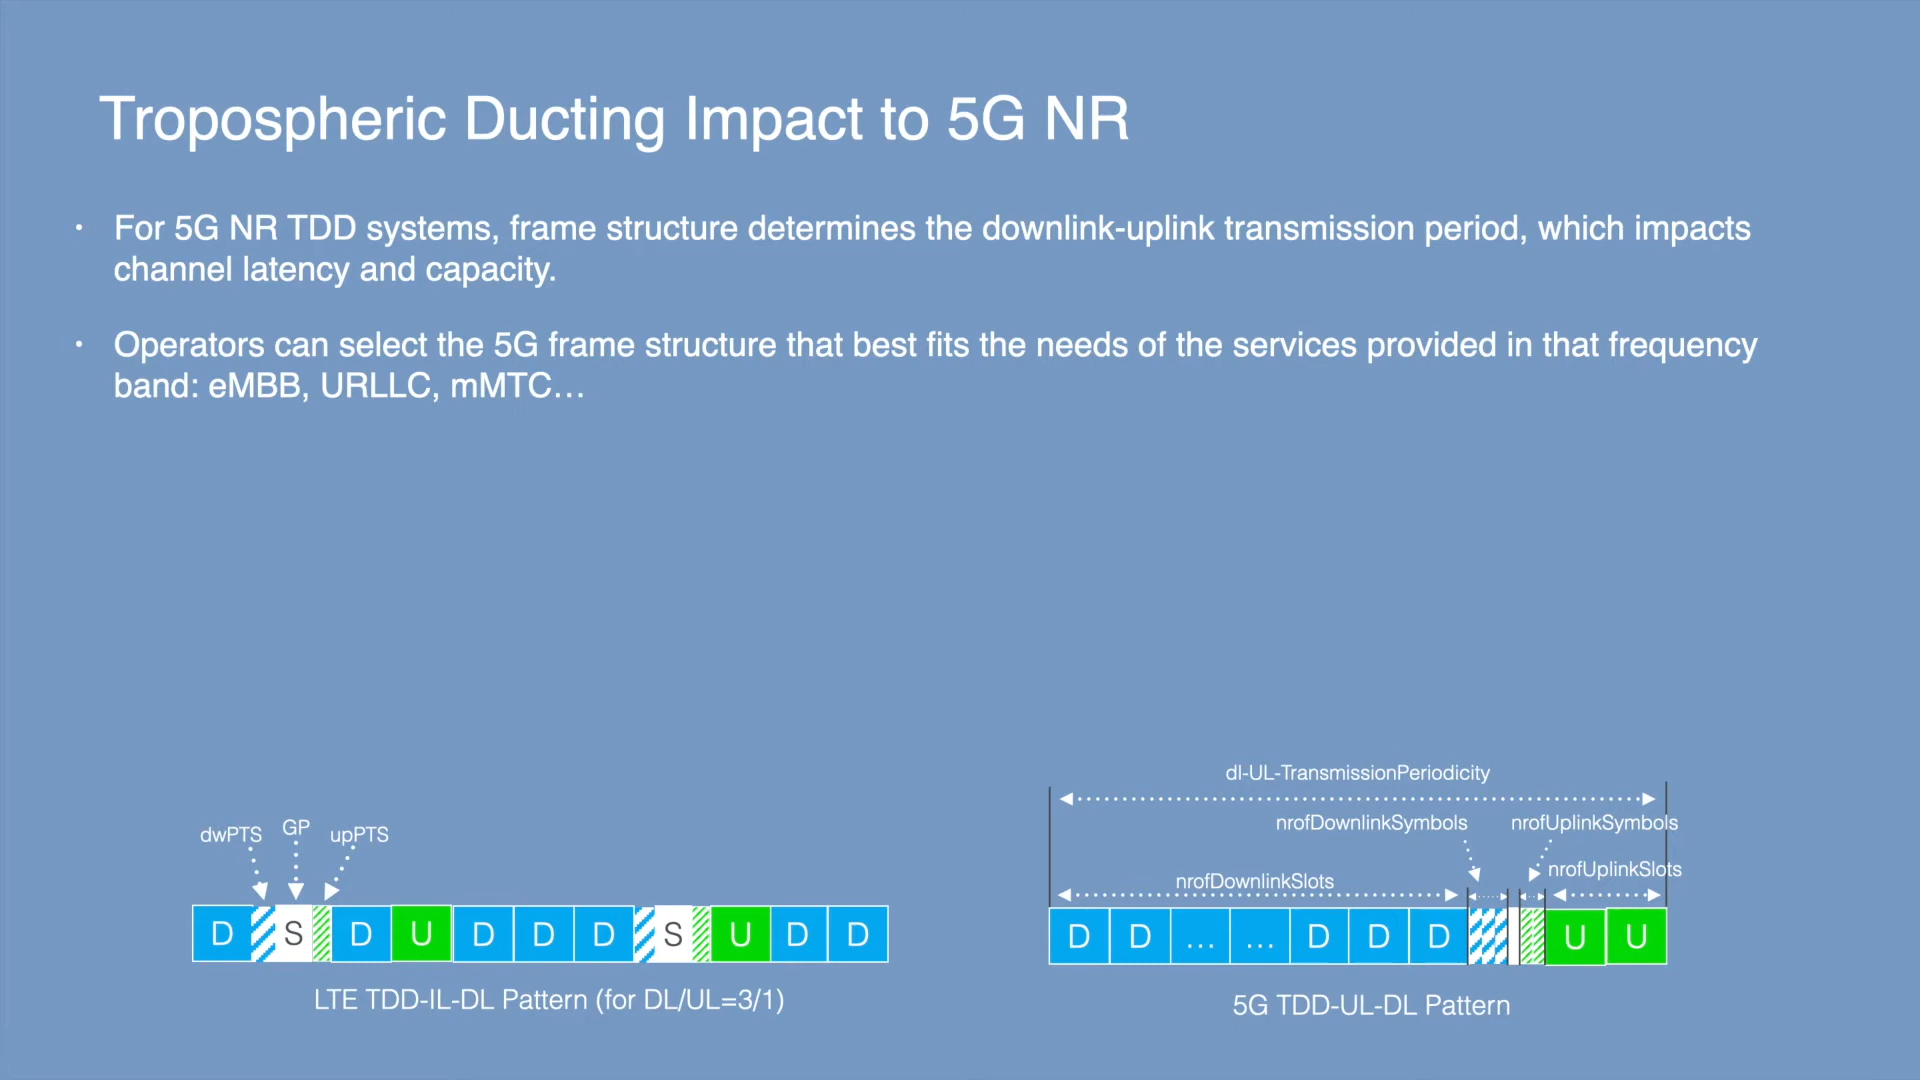 Tropospheric Ducting Impact to 5G NR
• For 5G NR TDD systems, frame structure determines the downlink-uplink transmission period, which impacts
channel latency and capacity.
• Operators can select the 5G frame structure that best fits the needs of the services provided in that frequency
band: eMBB, URLLC, mMTC...
dwPTS GP upPTS
D S D U D D D S U D D
LTE TDD-IL-DL Pattern (for DL/UL=3/1)
dl-UL-TransmissionPeriodicity
nrofDownlinkSymbols nrofUplinkSymbols
nrofDownlinkSlots nrofUplinkSlots
D D ... ... D D D U U
5G TDD-UL-DL Pattern